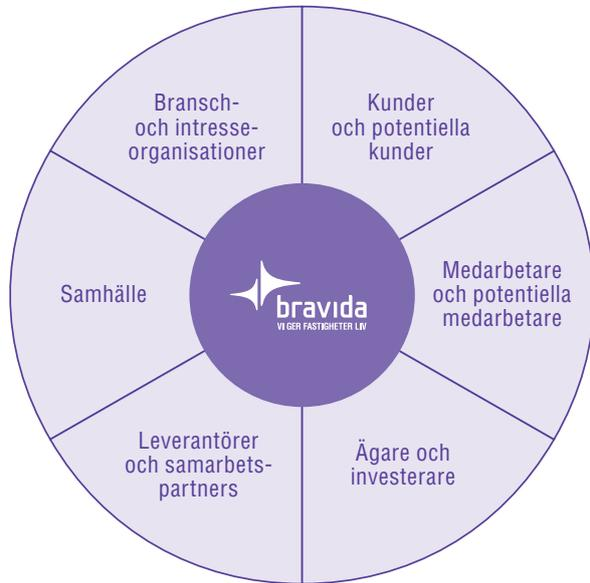 Bransch-
och intresse-
organisationer
Kunder
och potentiella
kunder
Samhälle
bravida
VI GER FASTIGHETER LIV
Medarbetare
och potentiella
medarbetare
Leverantörer
och samarbets-
partners
Ägare och
investerare